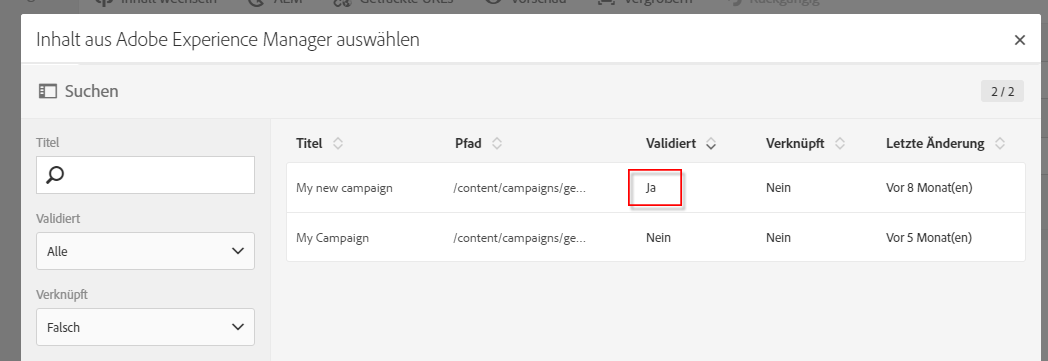 Inhalt wechseln AEM Getrackte URLs Vorschau Vergrößern Rückgängig
Inhalt aus Adobe Experience Manager auswählen
Suchen
2 / 2
Titel
Validiert
Alle
Verknüpft
Falsch
Titel Pfad Validiert Verknüpft Letzte Änderung
My new campaign /content/campaigns/ge... Ja Nein Vor 8 Monat(en)
My Campaign /content/campaigns/ge... Nein Nein Vor 5 Monat(en)